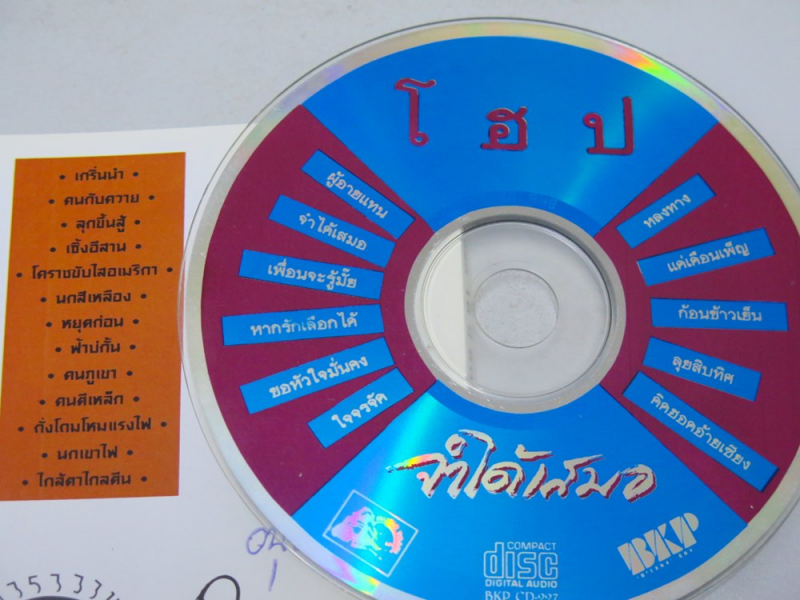 • เกริ่นนำ •
• คนกับควาย •
• ลุกขึ้นสู้ •
• เซิ้งอีสาน •
• โคราชขับไสอเมริกา •
• นกสีเหลือง •
• หยุดก่อน •
• ฟ้าบ่กั้น •
• คนภูเขา •
• คนตีเหล็ก •
• กั่งโกมโหมแรงไฟ •
• นกเขาไฟ •
• ไกลตาไกลตีน •
โฮป
ผู้อายแทน
จำได้เสมอ
เพื่อนจะรู้มั๊ย
หากรักเลือกได้
ขอหัวใจมั่นคง
ใจจรจัด
หลงทาง
แค่เดือนเพ็ญ
ก้อนข้าวเย็น
ลุยสิบทิศ
คิดฮอดอ้ายเซียง
จำได้เสมอ
COMPACT
disc
DIGITAL AUDIO
BKP CD-227
BKP
353334